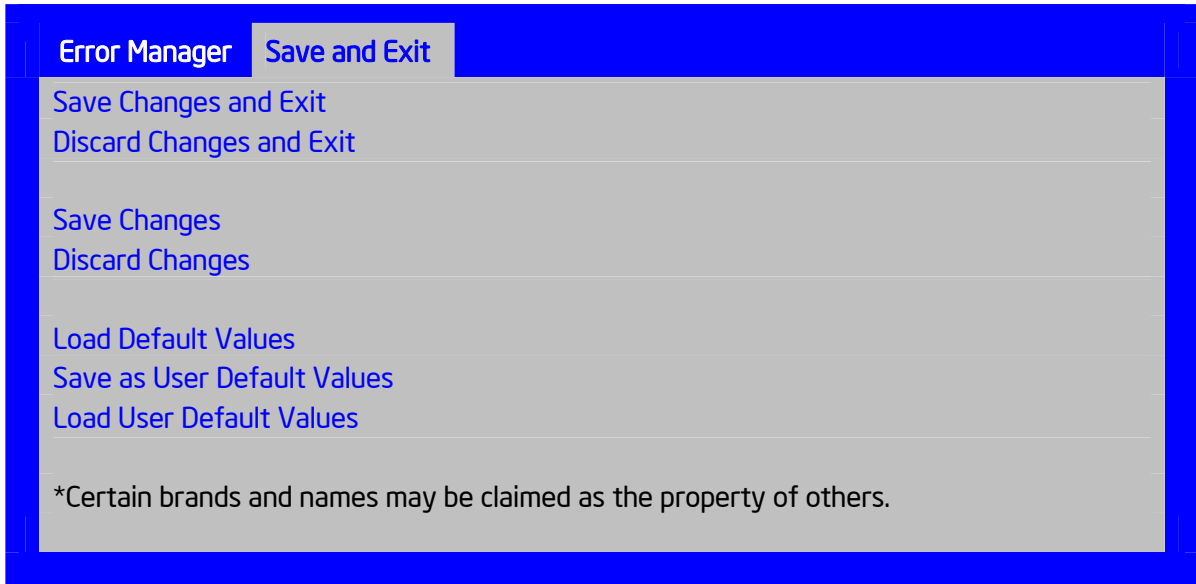 Error Manager Save and Exit
Save Changes and Exit
Discard Changes and Exit
Save Changes
Discard Changes
Load Default Values
Save as User Default Values
Load User Default Values
*Certain brands and names may be claimed as the property of others.